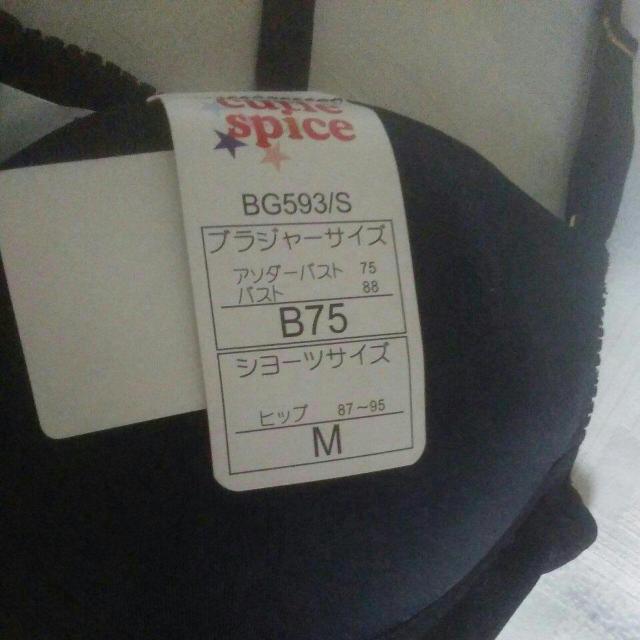 spice
BG593/S
ブラジャーサイズ
アンダーバスト 75
バスト 88
B75
ショーツサイズ
ヒップ 87～95
M